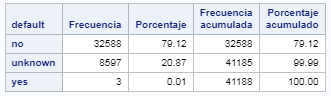 default Frecuencia Porcentaje Frecuencia acumulada Porcentaje acumulado
no 32588 79.12 32588 79.12
unknown 8597 20.87 41185 99.99
yes 3 0.01 41188 100.00